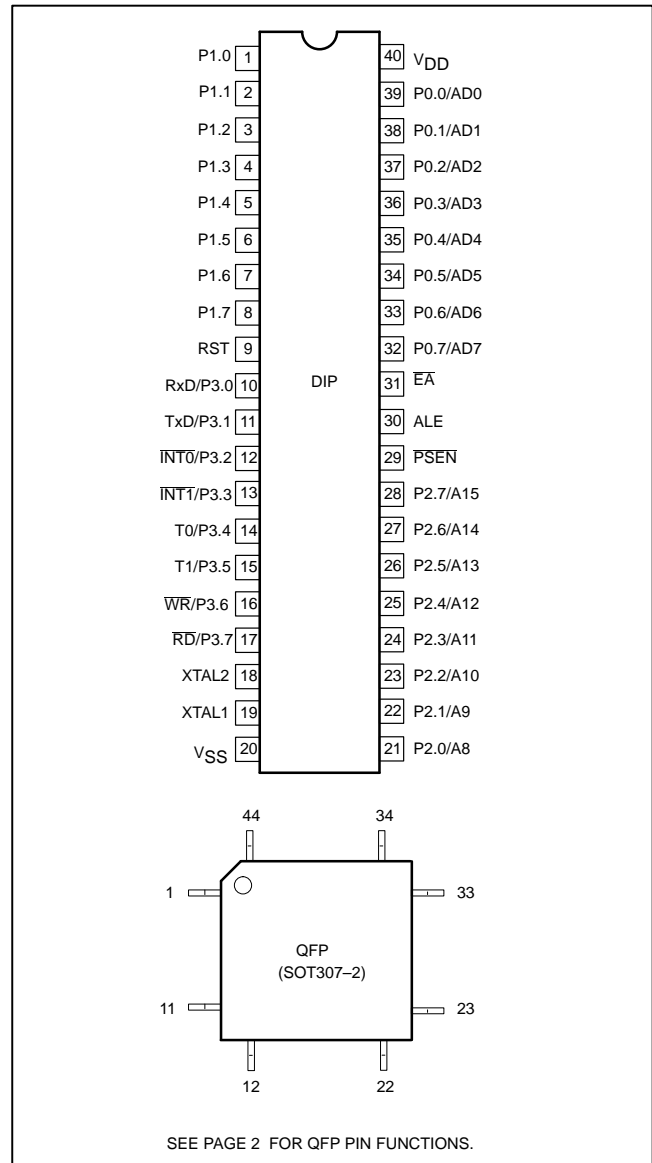 P1.0 1
P1.1 2
P1.2 3
P1.3 4
P1.4 5
P1.5 6
P1.6 7
P1.7 8
RST 9
RxD/P3.0 10
TxD/P3.1 11
INT0/P3.2 12
INT1/P3.3 13
T0/P3.4 14
T1/P3.5 15
WR/P3.6 16
RD/P3.7 17
XTAL2 18
XTAL1 19
VSS 20
DIP
40 VDD
39 P0.0/AD0
38 P0.1/AD1
37 P0.2/AD2
36 P0.3/AD3
35 P0.4/AD4
34 P0.5/AD5
33 P0.6/AD6
32 P0.7/AD7
31 EA
30 ALE
29 PSEN
28 P2.7/A15
27 P2.6/A14
26 P2.5/A13
25 P2.4/A12
24 P2.3/A11
23 P2.2/A10
22 P2.1/A9
21 P2.0/A8
44 34
1 33
QFP
(SOT307–2)
11 23
12 22
SEE PAGE 2 FOR QFP PIN FUNCTIONS.